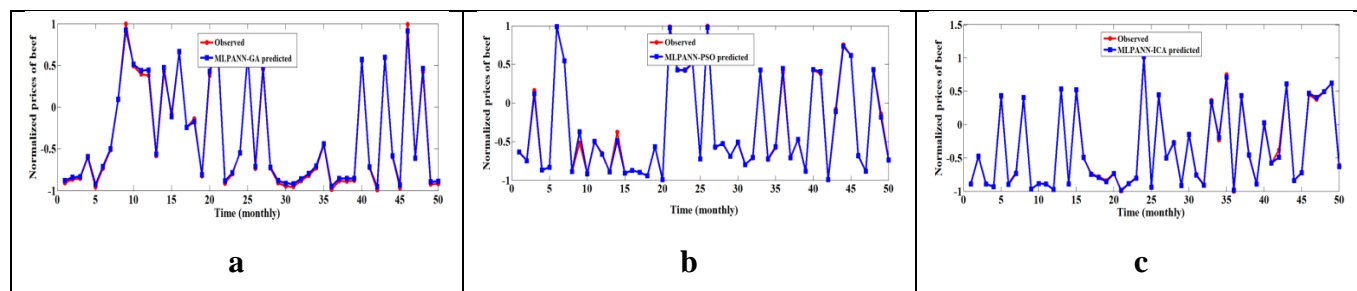 1
0.5
0
-0.5
-1
Normalized prices of beef
Observed
MLPANN-GA predicted
0 5 10 15 20 25 30 35 40 45 50
Time (monthly)
a
1
0.5
0
-0.5
-1
Normalized prices of beef
Observed
MLPANN-PSO predicted
0 5 10 15 20 25 30 35 40 45 50
Time (monthly)
b
1.5
1
0.5
0
-0.5
-1
Normalized prices of beef
Observed
MLPANN-ICA predicted
0 5 10 15 20 25 30 35 40 45 50
Time (monthly)
c